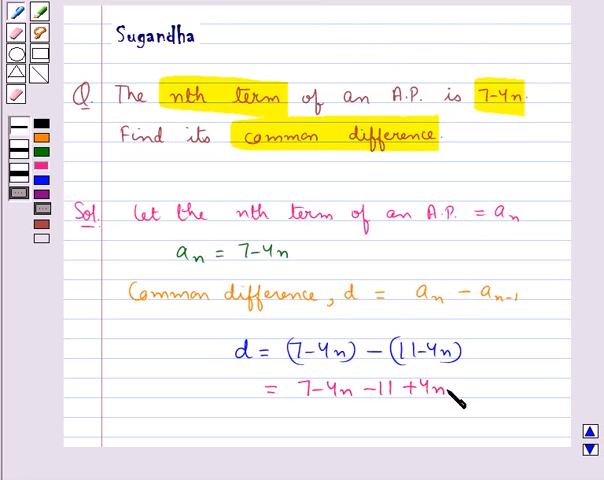 Sugandha
Q. The nth term of an A.P. is 7-4n.
Find its common difference.
Sol. Let the nth term of an A.P. = aₙ
aₙ = 7-4n
Common difference, d = aₙ - aₙ₋₁
d = (7-4n) - (11-4n)
= 7-4n -11 +4n